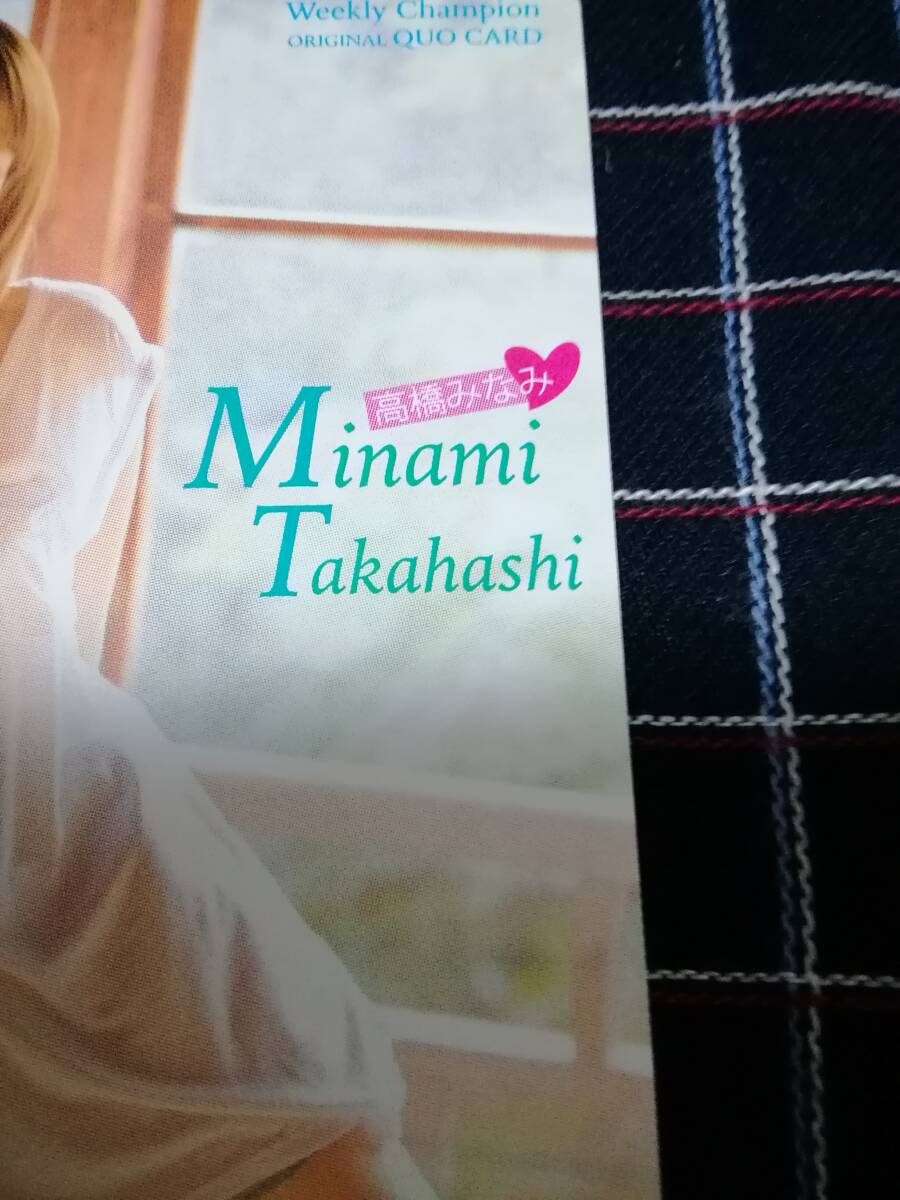 Weekly Champion
ORIGINAL QUO CARD
高橋みなみ
Minami
Takahashi